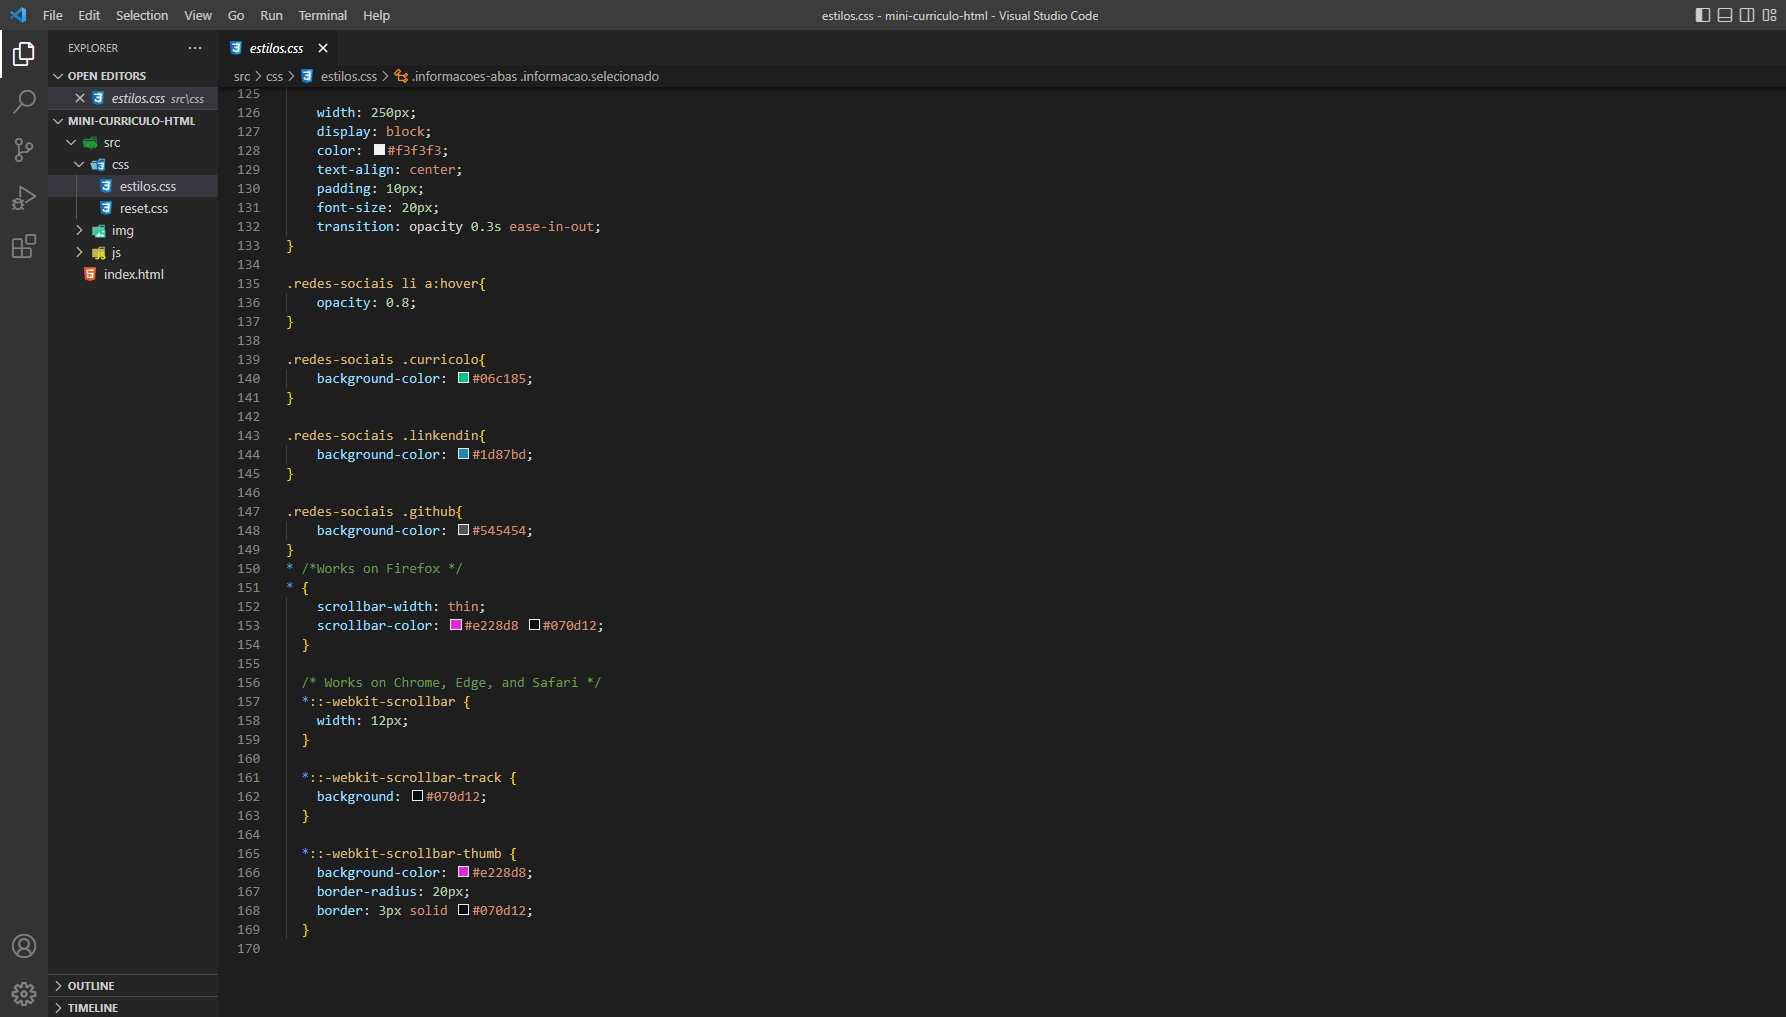 File Edit Selection View Go Run Terminal Help
estilos.css - mini-curriculo-html - Visual Studio Code
EXPLORER
OPEN EDITORS
estilos.css src\css
MINI-CURRICULO-HTML
src
css
estilos.css
reset.css
img
js
index.html
OUTLINE
TIMELINE
estilos.css
src > css > estilos.css > .informacoes-abas .informacao.selecionado
125
126 width: 250px;
127 display: block;
128 color: #f3f3f3;
129 text-align: center;
130 padding: 10px;
131 font-size: 20px;
132 transition: opacity 0.3s ease-in-out;
133 }
134
135 .redes-sociais li a:hover{
136 opacity: 0.8;
137 }
138
139 .redes-sociais .curricolo{
140 background-color: #06c185;
141 }
142
143 .redes-sociais .linkendin{
144 background-color: #1d87bd;
145 }
146
147 .redes-sociais .github{
148 background-color: #545454;
149 }
150 * /*Works on Firefox */
151 * {
152 scrollbar-width: thin;
153 scrollbar-color: #e228d8 #070d12;
154 }
155
156 /* Works on Chrome, Edge, and Safari */
157 *::-webkit-scrollbar {
158 width: 12px;
159 }
160
161 *::-webkit-scrollbar-track {
162 background: #070d12;
163 }
164
165 *::-webkit-scrollbar-thumb {
166 background-color: #e228d8;
167 border-radius: 20px;
168 border: 3px solid #070d12;
169 }
170